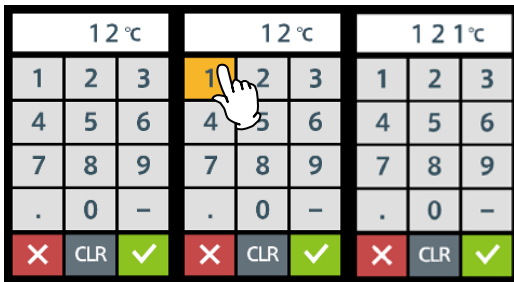 12℃ 12℃ 121℃
1 2 3 1 2 3 1 2 3
4 5 6 4 5 6 4 5 6
7 8 9 7 8 9 7 8 9
. 0 – . 0 – . 0 –
CLR CLR CLR